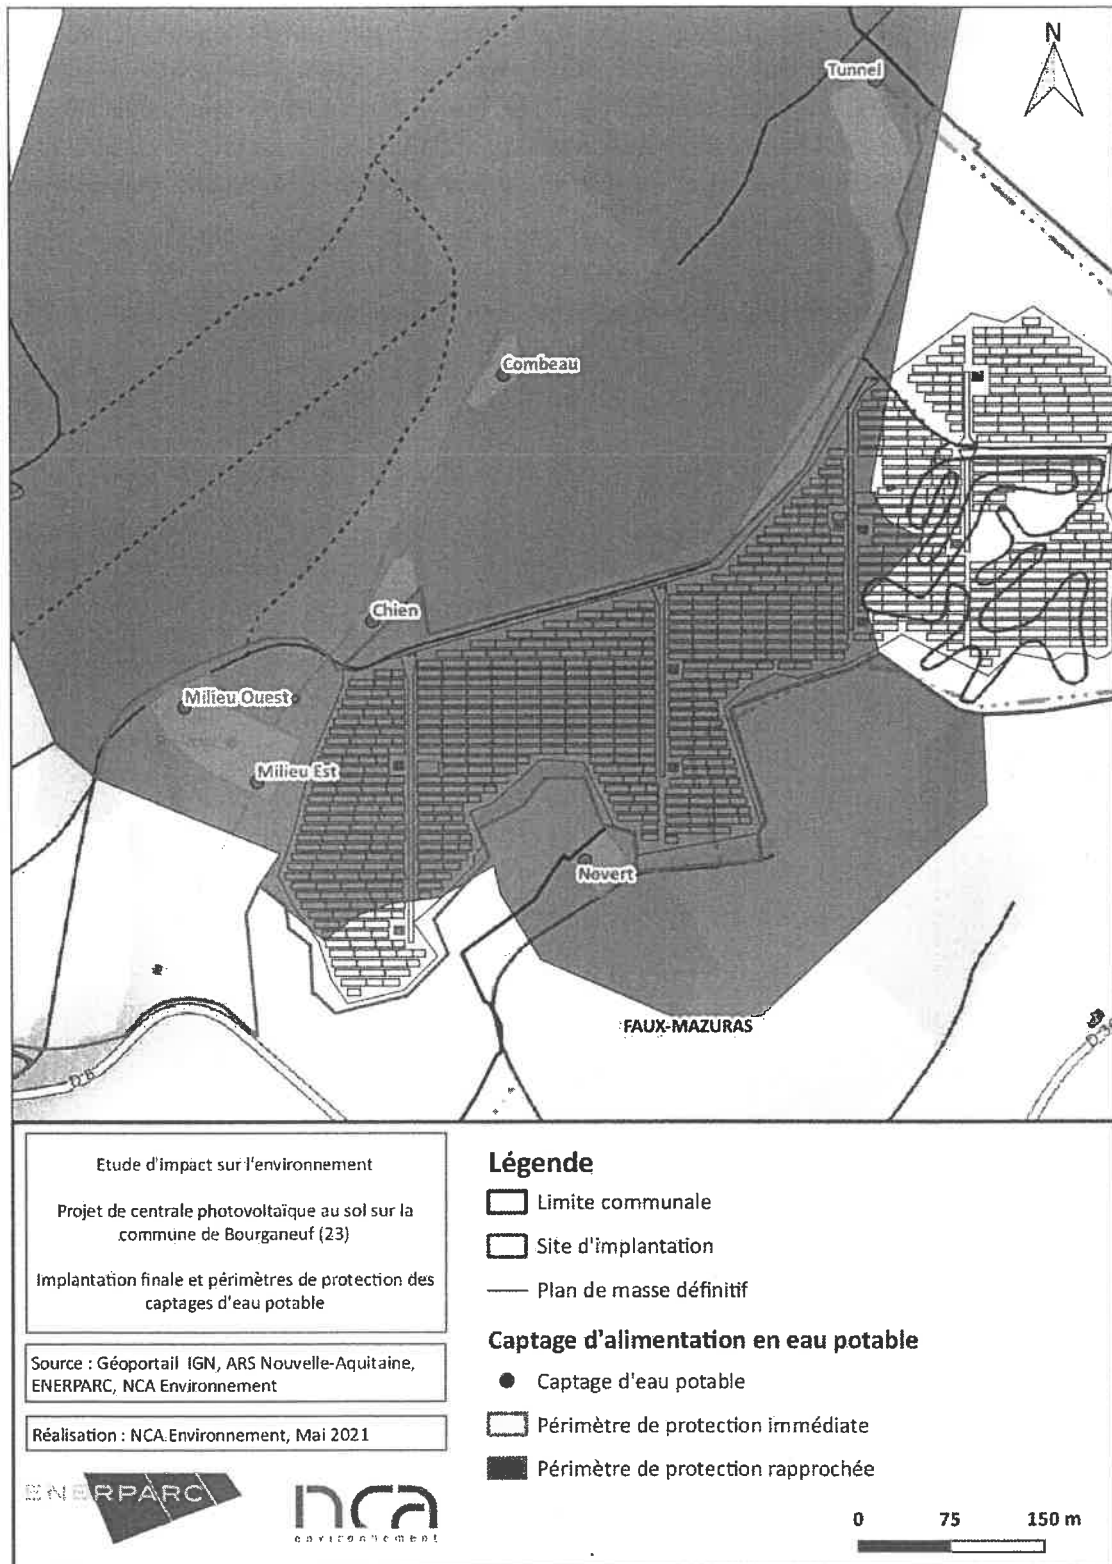 N
Tunnel
Combeau
Chien
Milieu Ouest
Milieu Est
Novert
FAUX-MAZURAS
D 8
Etude d'impact sur l'environnement
Projet de centrale photovoltaïque au sol sur la
commune de Bourganeuf (23)
Implantation finale et périmètres de protection des
captages d'eau potable
Source : Géoportail IGN, ARS Nouvelle-Aquitaine,
ENERPARC, NCA Environnement
Réalisation : NCA Environnement, Mai 2021
ENERPARC
nca
environnement
Légende
Limite communale
Site d'implantation
Plan de masse définitif
Captage d'alimentation en eau potable
Captage d'eau potable
Périmètre de protection immédiate
Périmètre de protection rapprochée
0 75 150 m